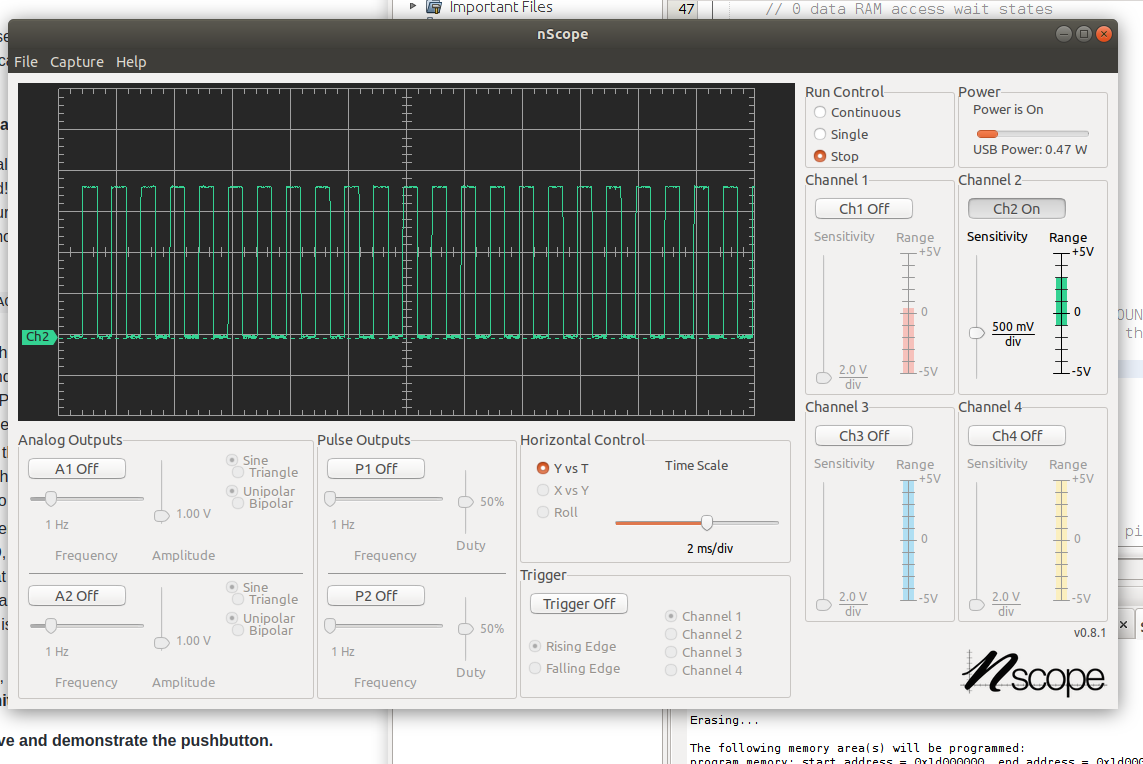 Important Files
47
// 0 data RAM access wait states
nScope
File Capture Help
Run Control
Continuous
Single
Stop
Power
Power is On
USB Power: 0.47 W
Channel 1
Ch1 Off
Sensitivity
Range
+5V
0
-5V
2.0 V
div
Channel 2
Ch2 On
Sensitivity
Range
+5V
0
-5V
500 mV
div
Ch2
Channel 3
Ch3 Off
Sensitivity
Range
+5V
0
-5V
2.0 V
div
Channel 4
Ch4 Off
Sensitivity
Range
+5V
0
-5V
2.0 V
div
Analog Outputs
A1 Off
Sine
Triangle
Unipolar
Bipolar
1.00 V
1 Hz
Frequency
Amplitude
A2 Off
Sine
Triangle
Unipolar
Bipolar
1.00 V
1 Hz
Frequency
Amplitude
Pulse Outputs
P1 Off
50%
1 Hz
Frequency
Duty
P2 Off
50%
1 Hz
Frequency
Duty
Horizontal Control
Y vs T
X vs Y
Roll
Time Scale
2 ms/div
Trigger
Trigger Off
Rising Edge
Falling Edge
Channel 1
Channel 2
Channel 3
Channel 4
v0.8.1
nscope
Erasing...
The following memory area(s) will be programmed:
program memory: start address = 0x1d000000, end address = 0x1d000
ve and demonstrate the pushbutton.